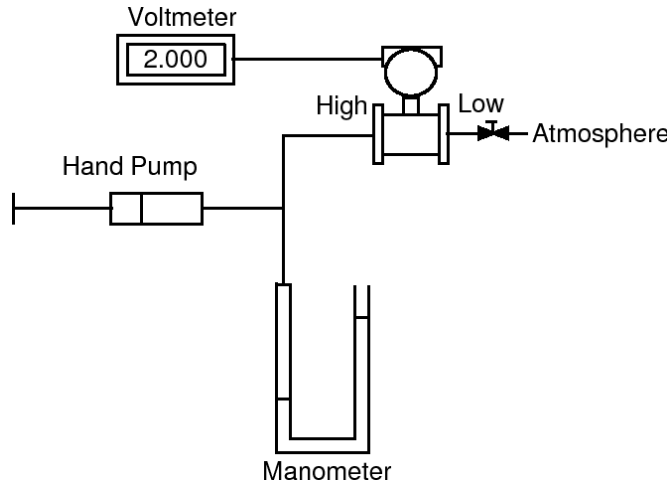 Voltmeter
2.000
High
Low
Atmosphere
Hand Pump
Manometer